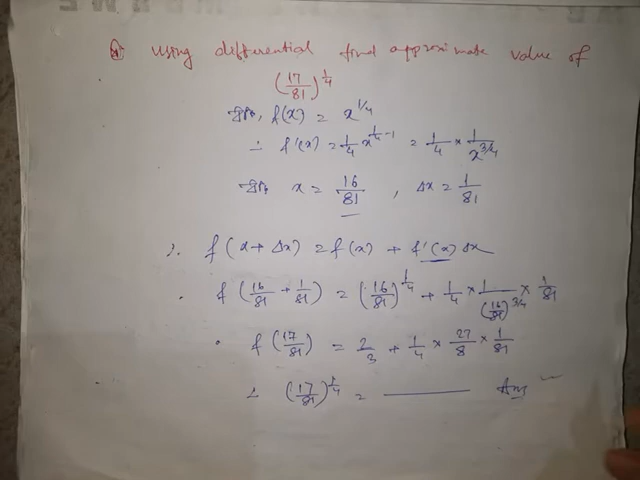 Q. Using differential find approximate value of
(17/81)^1/4
माना, f(x) = x^1/4
∴ f'(x) = 1/4 x^(1/4 - 1) = 1/4 × 1/x^3/4
माना x = 16/81 , Δx = 1/81
∴ f(x + Δx) = f(x) + f'(x) Δx
f(16/81 + 1/81) = (16/81)^1/4 + 1/4 × 1/(16/81)^3/4 × 1/81
f(17/81) = 2/3 + 1/4 × 27/8 × 1/81
∴ (17/81)^1/4 = ______ Ans